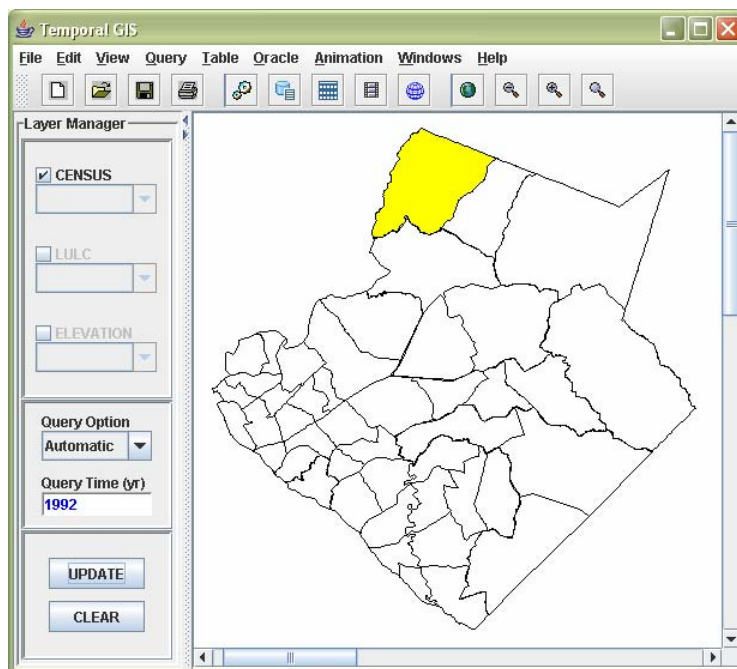 Temporal GIS
File Edit View Query Table Oracle Animation Windows Help
Layer Manager
CENSUS
LULC
ELEVATION
Query Option
Automatic
Query Time (yr)
1992
UPDATE
CLEAR